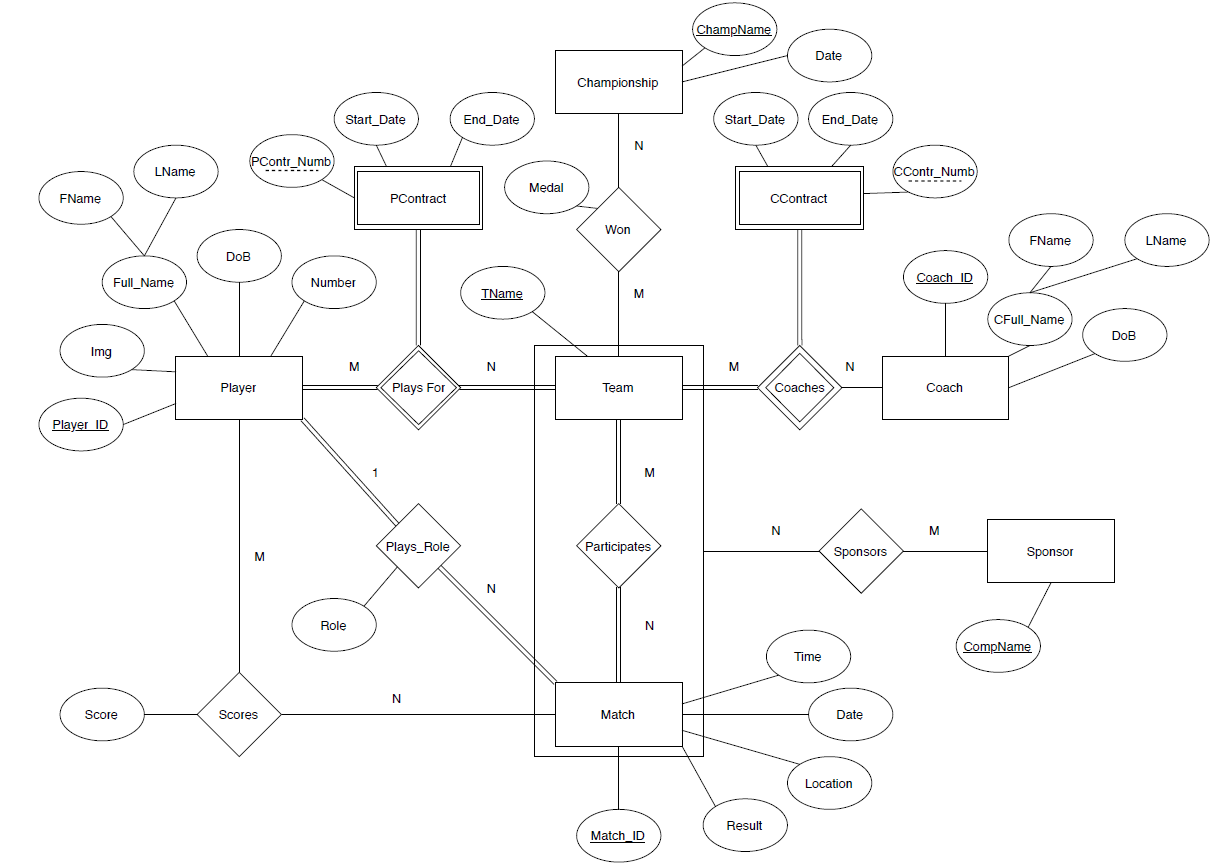 ChampName
Date
Championship
Start_Date
End_Date
Start_Date
End_Date
PContr_Numb
LName
N
CContr_Numb
FName
Medal
PContract
CContract
Won
DoB
FName
LName
Full_Name
Number
TName
M
Coach_ID
CFull_Name
DoB
Img
M
N
M
N
Player
Plays For
Team
Coaches
Coach
Player_ID
1
M
N
M
Plays_Role
Participates
Sponsors
Sponsor
M
N
Role
N
CompName
Time
N
Score
Scores
Match
Date
Location
Result
Match_ID